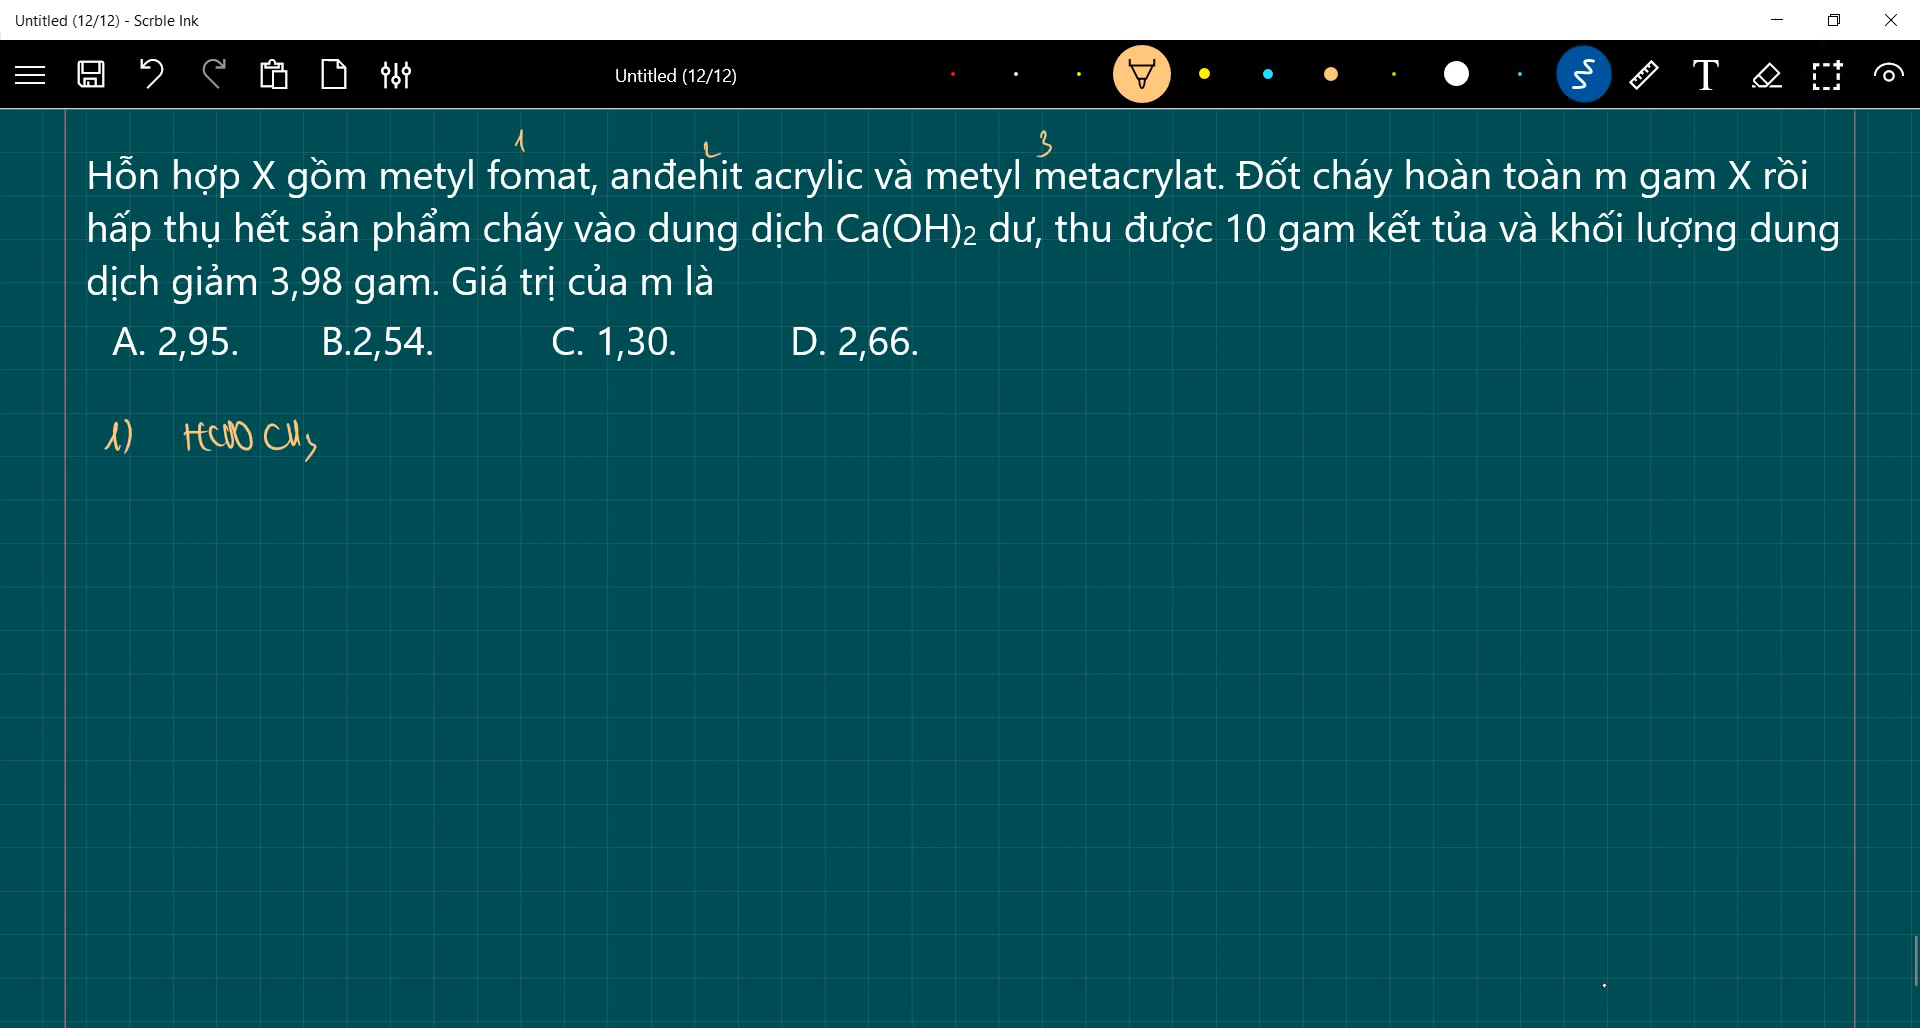 Untitled (12/12) - Scrble Ink
Untitled (12/12)
T
1 2 3
Hỗn hợp X gồm metyl fomat, anđehit acrylic và metyl metacrylat. Đốt cháy hoàn toàn m gam X rồi
hấp thụ hết sản phẩm cháy vào dung dịch Ca(OH)₂ dư, thu được 10 gam kết tủa và khối lượng dung
dịch giảm 3,98 gam. Giá trị của m là
A. 2,95. B.2,54. C. 1,30. D. 2,66.
1) HCOOCH₃